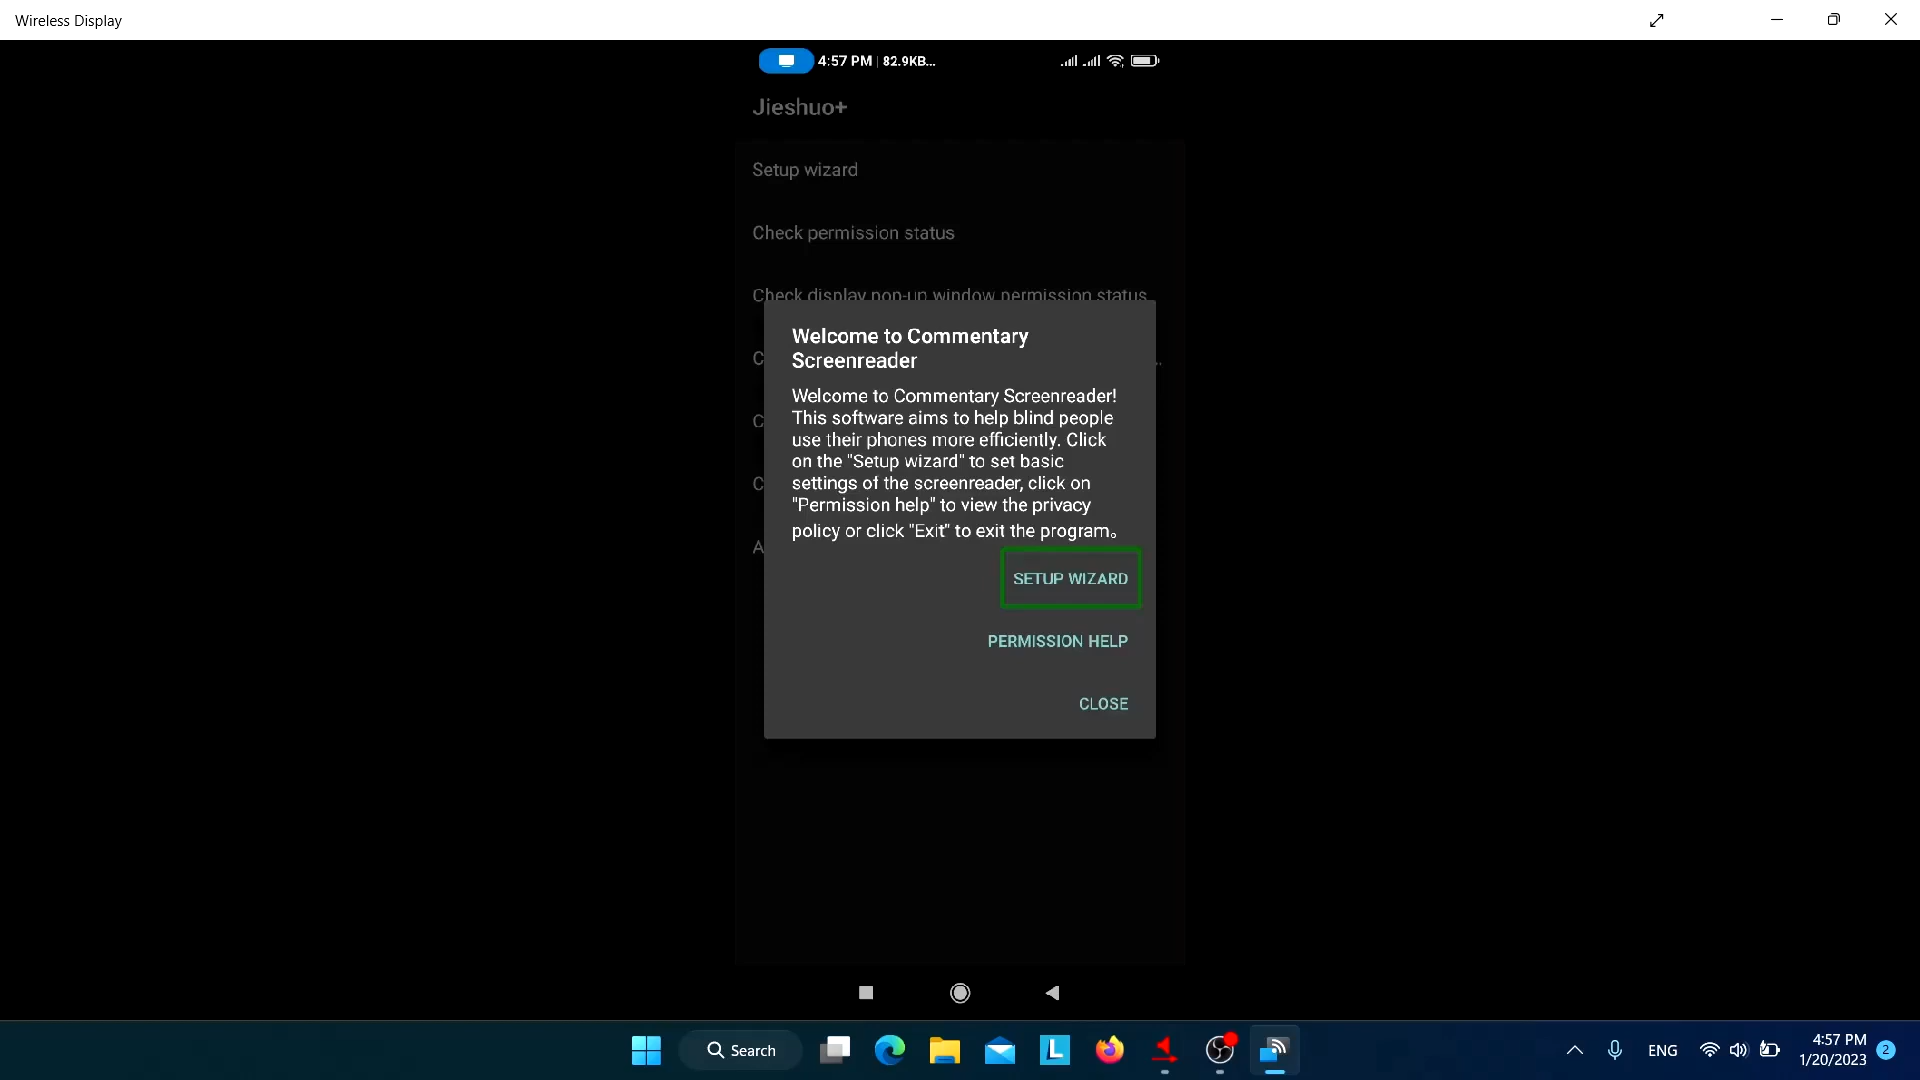 Wireless Display
4:57 PM | 82.9KB...
Jieshuo+
Setup wizard
Check permission status
Check display pop-up window permission status
C
..
C
C
A
Welcome to Commentary
Screenreader
Welcome to Commentary Screenreader!
This software aims to help blind people
use their phones more efficiently. Click
on the "Setup wizard" to set basic
settings of the screenreader, click on
"Permission help" to view the privacy
policy or click "Exit" to exit the program。
SETUP WIZARD
PERMISSION HELP
CLOSE
Search
L
ENG
4:57 PM
1/20/2023
2